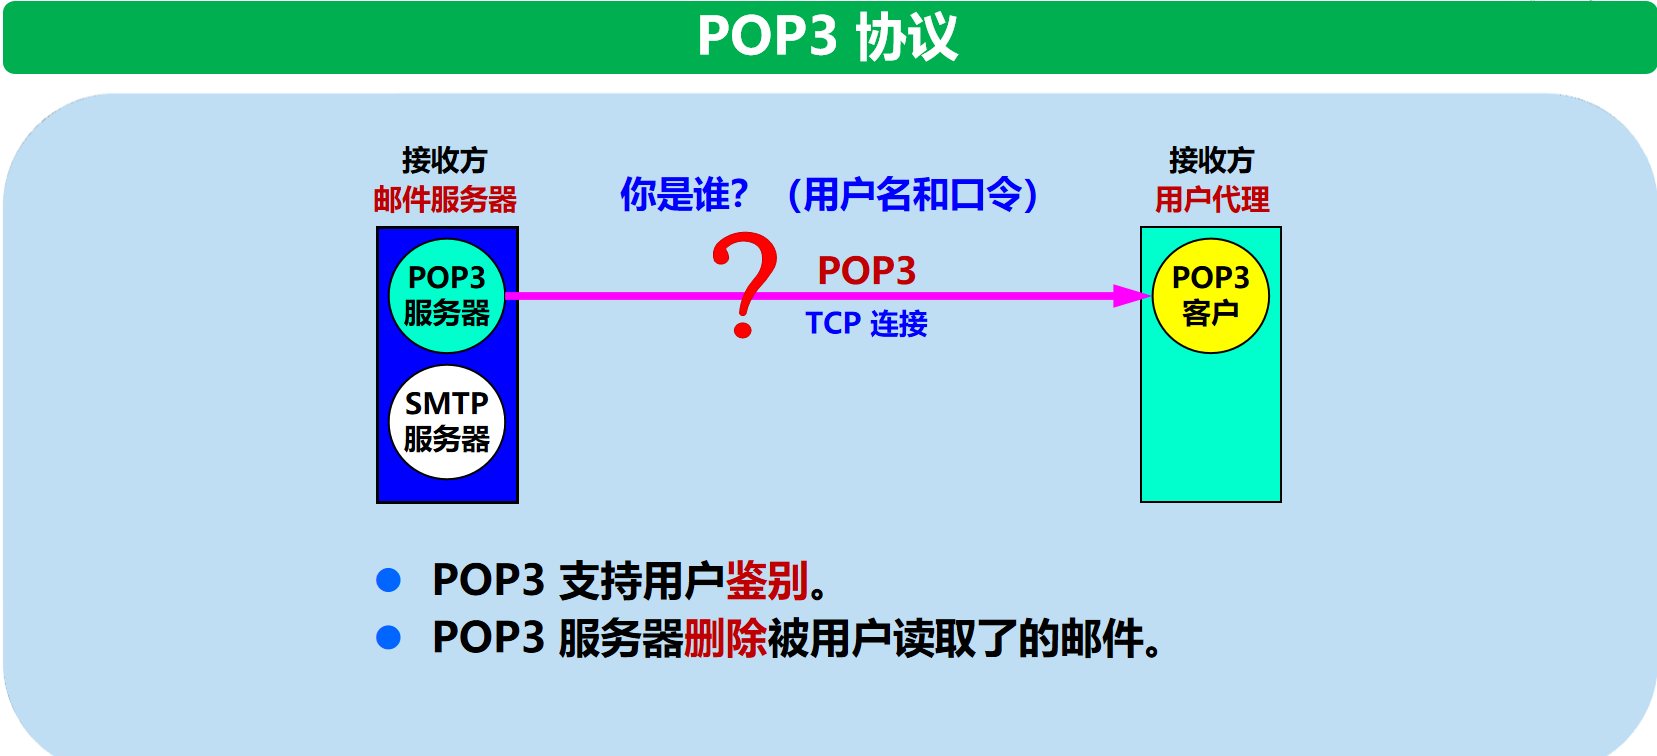 POP3 协议
接收方
邮件服务器
你是谁？（用户名和口令）
接收方
用户代理
POP3
服务器
?
POP3
TCP 连接
POP3
客户
SMTP
服务器
POP3 支持用户鉴别。
POP3 服务器删除被用户读取了的邮件。